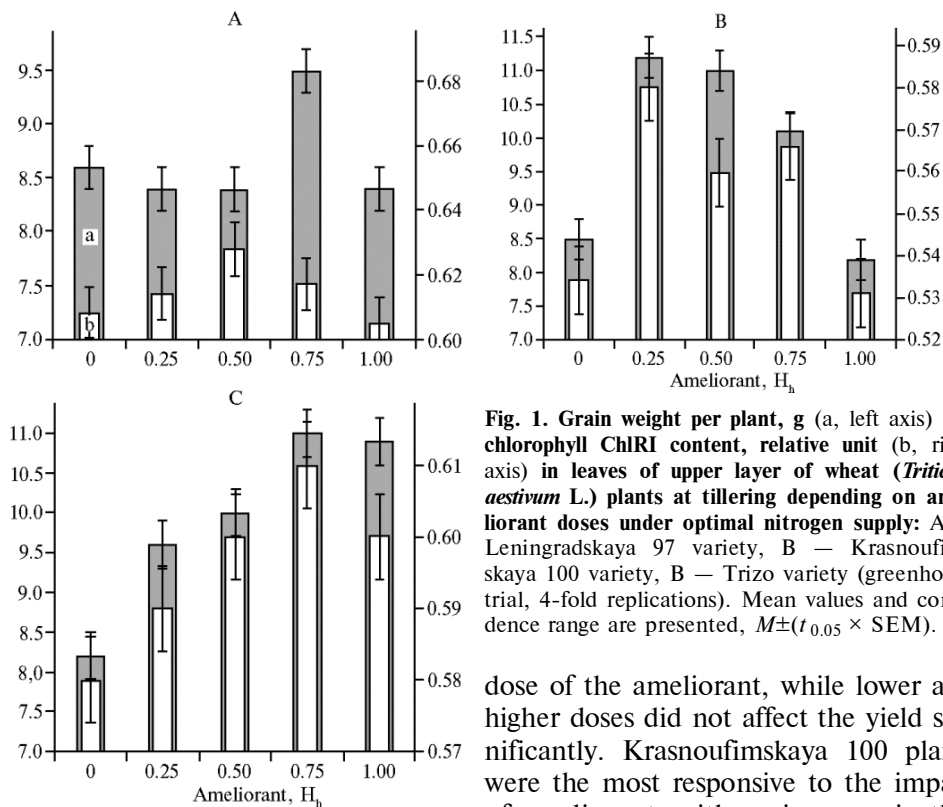 A
9.5
9.0
8.5
8.0
7.5
7.0
0.68
0.66
0.64
0.62
0.60
a
b
0 0.25 0.50 0.75 1.00
B
11.5
11.0
10.5
10.0
9.5
9.0
8.5
8.0
7.5
7.0
0.59
0.58
0.57
0.56
0.55
0.54
0.53
0.52
0 0.25 0.50 0.75 1.00
Ameliorant, Hh
C
11.0
10.5
10.0
9.5
9.0
8.5
8,0
7.5
7.0
0.61
0.60
0.59
0.58
0.57
0 0.25 0.50 0.75 1.00
Ameliorant, Hh
Fig. 1. Grain weight per plant, g (a, left axis)
chlorophyll ChlRI content, relative unit (b, ri
axis) in leaves of upper layer of wheat (Tritic
aestivum L.) plants at tillering depending on am
liorant doses under optimal nitrogen supply: A
Leningradskaya 97 variety, B — Krasnoufi
skaya 100 variety, B — Trizo variety (greenho
trial, 4-fold replications). Mean values and con
dence range are presented, M±(t 0.05 × SEM).
dose of the ameliorant, while lower a
higher doses did not affect the yield s
nificantly. Krasnoufimskaya 100 plan
were the most responsive to the impa